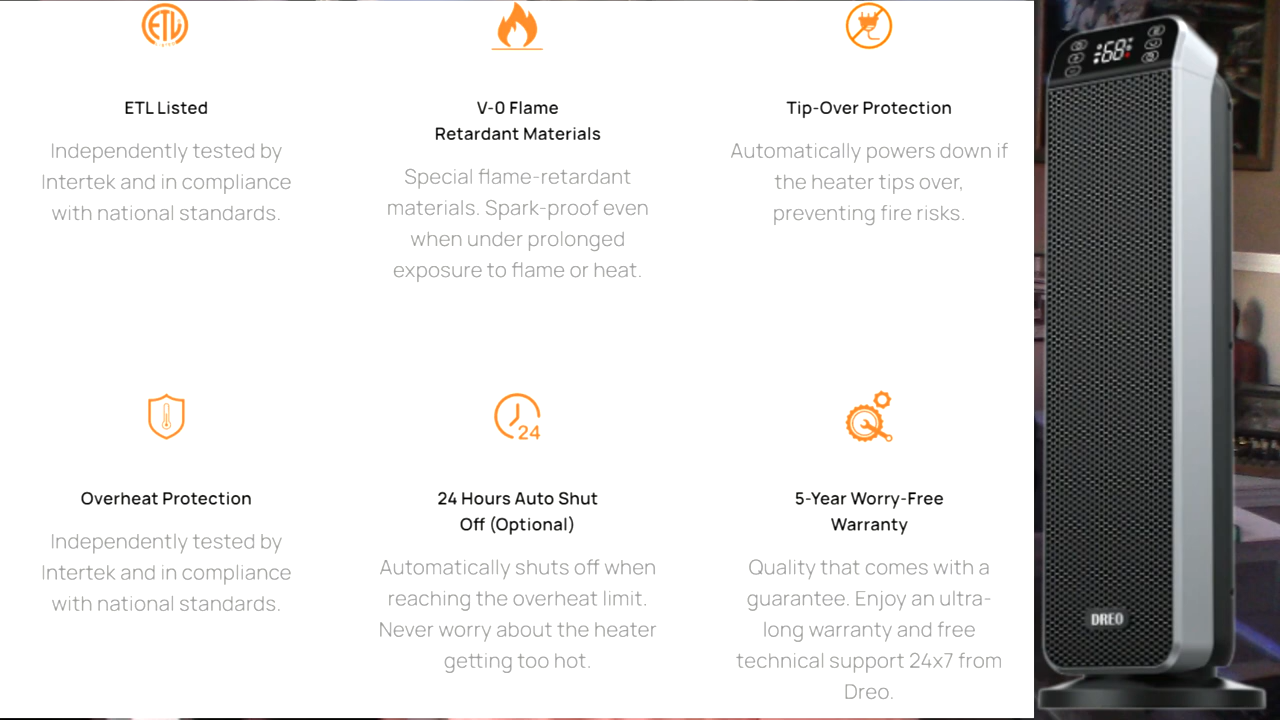 ETL
LISTED
ETL Listed
Independently tested by
Intertek and in compliance
with national standards.
V-0 Flame
Retardant Materials
Special flame-retardant
materials. Spark-proof even
when under prolonged
exposure to flame or heat.
Tip-Over Protection
Automatically powers down if
the heater tips over,
preventing fire risks.
Overheat Protection
Independently tested by
Intertek and in compliance
with national standards.
24
24 Hours Auto Shut
Off (Optional)
Automatically shuts off when
reaching the overheat limit.
Never worry about the heater
getting too hot.
5-Year Worry-Free
Warranty
Quality that comes with a
guarantee. Enjoy an ultra-
long warranty and free
technical support 24x7 from
Dreo.
68
DREO